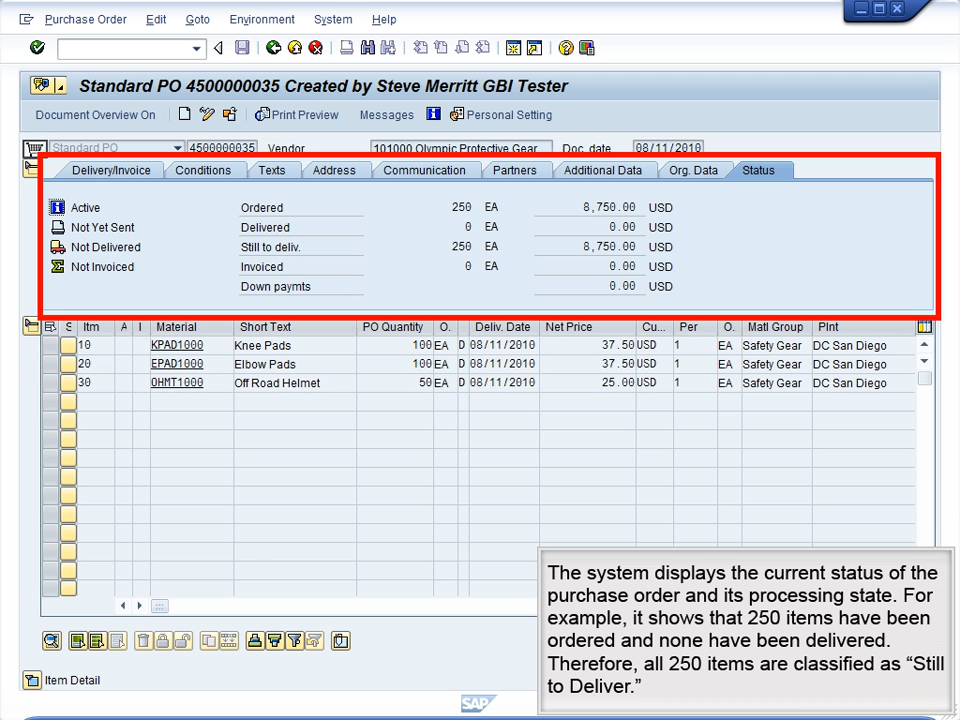 Purchase Order Edit Goto Environment System Help
Standard PO 4500000035 Created by Steve Merritt GBI Tester
Document Overview On Print Preview Messages Personal Setting
Standard PO 4500000035 Vendor 101000 Olympic Protective Gear Doc. date 08/11/2010
Delivery/Invoice Conditions Texts Address Communication Partners Additional Data Org. Data Status
Active Ordered 250 EA 8,750.00 USD
Not Yet Sent Delivered 0 EA 0.00 USD
Not Delivered Still to deliv. 250 EA 8,750.00 USD
Not Invoiced Invoiced 0 EA 0.00 USD
Down paymts 0.00 USD
S Itm A I Material Short Text PO Quantity O. Deliv. Date Net Price Cu... Per O. Matl Group Plnt
10 KPAD1000 Knee Pads 100 EA D 08/11/2010 37.50 USD 1 EA Safety Gear DC San Diego
20 EPAD1000 Elbow Pads 100 EA D 08/11/2010 37.50 USD 1 EA Safety Gear DC San Diego
30 OHMT1000 Off Road Helmet 50 EA D 08/11/2010 25.00 USD 1 EA Safety Gear DC San Diego
The system displays the current status of the
purchase order and its processing state. For
example, it shows that 250 items have been
ordered and none have been delivered.
Therefore, all 250 items are classified as “Still
to Deliver.”
Item Detail
SAP